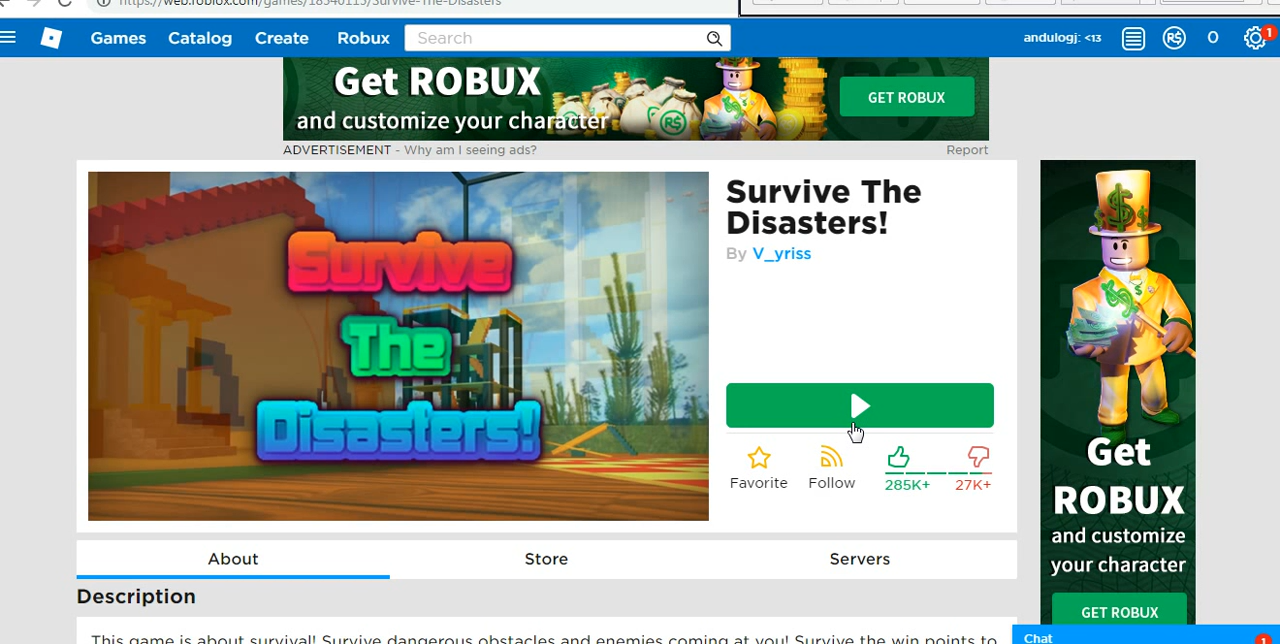 https://web.roblox.com/games/18540115/Survive-The-Disasters
Games Catalog Create Robux Search andulogj: <13 R$ 0 1
Get ROBUX
and customize your character
GET ROBUX
ADVERTISEMENT - Why am I seeing ads? Report
Survive
The
Disasters!
Survive The
Disasters!
By V_yriss
Favorite Follow 285K+ 27K+
Get
ROBUX
and customize
your character
GET ROBUX
About Store Servers
Description
This game is about survival! Survive dangerous obstacles and enemies coming at you! Survive the win points to
Chat 1